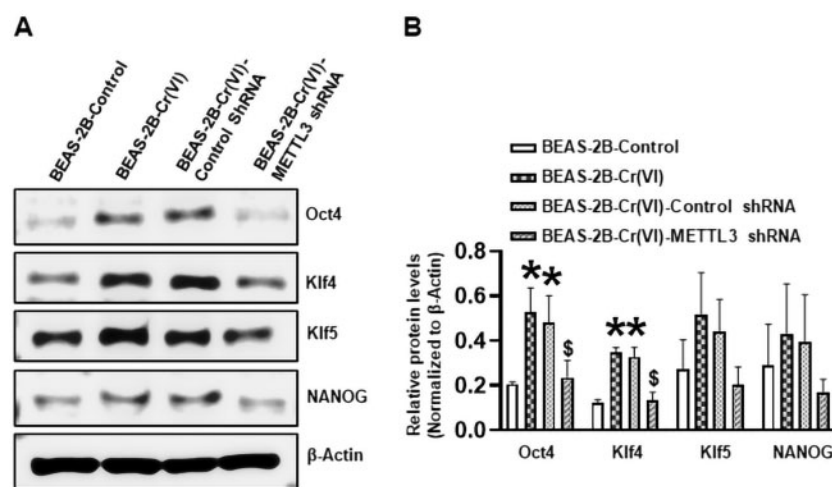 A
BEAS-2B-Control
BEAS-2B-Cr(VI)
BEAS-2B-Cr(VI)-
Control ShRNA
BEAS-2B-Cr(VI)-
METTL3 shRNA
Oct4
Klf4
Klf5
NANOG
β-Actin
B
BEAS-2B-Control
BEAS-2B-Cr(VI)
BEAS-2B-Cr(VI)-Control shRNA
BEAS-2B-Cr(VI)-METTL3 shRNA
Relative protein levels
(Normalized to β-Actin)
0.8
0.6
0.4
0.2
0.0
* *
$
**
$
Oct4 Klf4 Klf5 NANOG